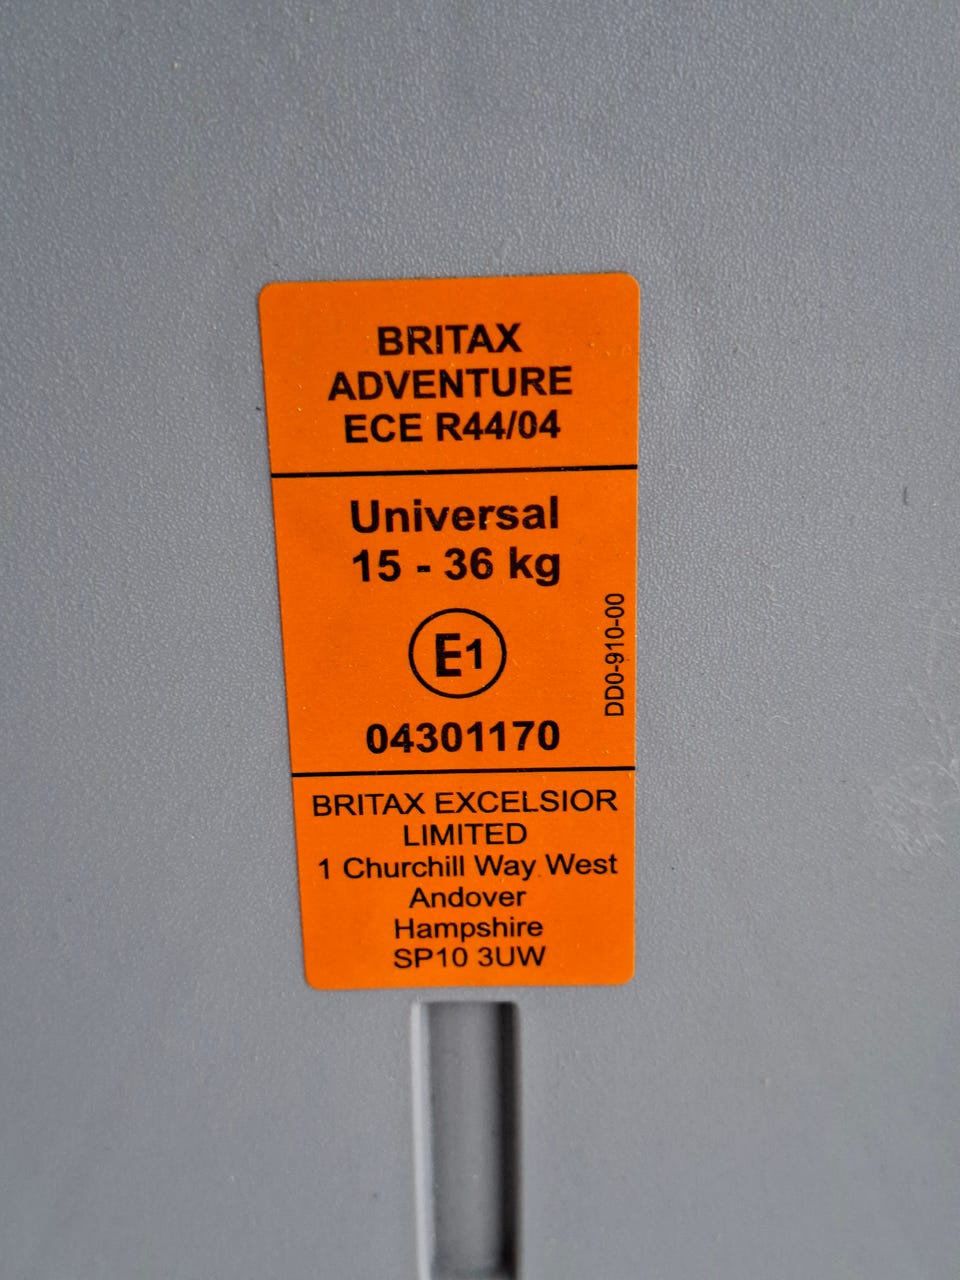 BRITAX
ADVENTURE
ECE R44/04
Universal
15 - 36 kg
E1
04301170
DD0-910-00
BRITAX EXCELSIOR
LIMITED
1 Churchill Way West
Andover
Hampshire
SP10 3UW